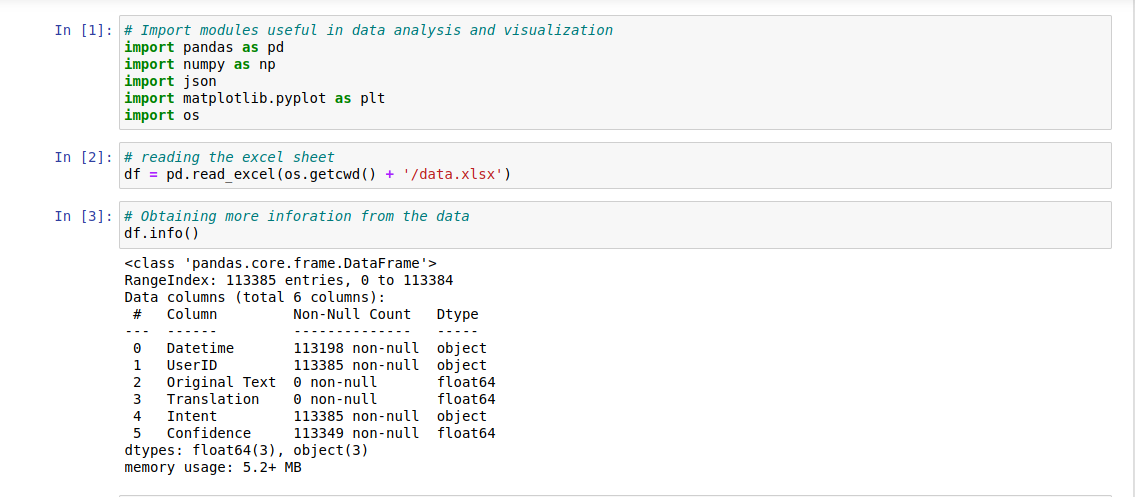 In [1]: # Import modules useful in data analysis and visualization
import pandas as pd
import numpy as np
import json
import matplotlib.pyplot as plt
import os
In [2]: # reading the excel sheet
df = pd.read_excel(os.getcwd() + '/data.xlsx')
In [3]: # Obtaining more inforation from the data
df.info()
<class 'pandas.core.frame.DataFrame'>
RangeIndex: 113385 entries, 0 to 113384
Data columns (total 6 columns):
 #   Column         Non-Null Count   Dtype
---  ------         --------------   -----
 0   Datetime       113198 non-null  object
 1   UserID         113385 non-null  object
 2   Original Text  0 non-null       float64
 3   Translation    0 non-null       float64
 4   Intent         113385 non-null  object
 5   Confidence     113349 non-null  float64
dtypes: float64(3), object(3)
memory usage: 5.2+ MB